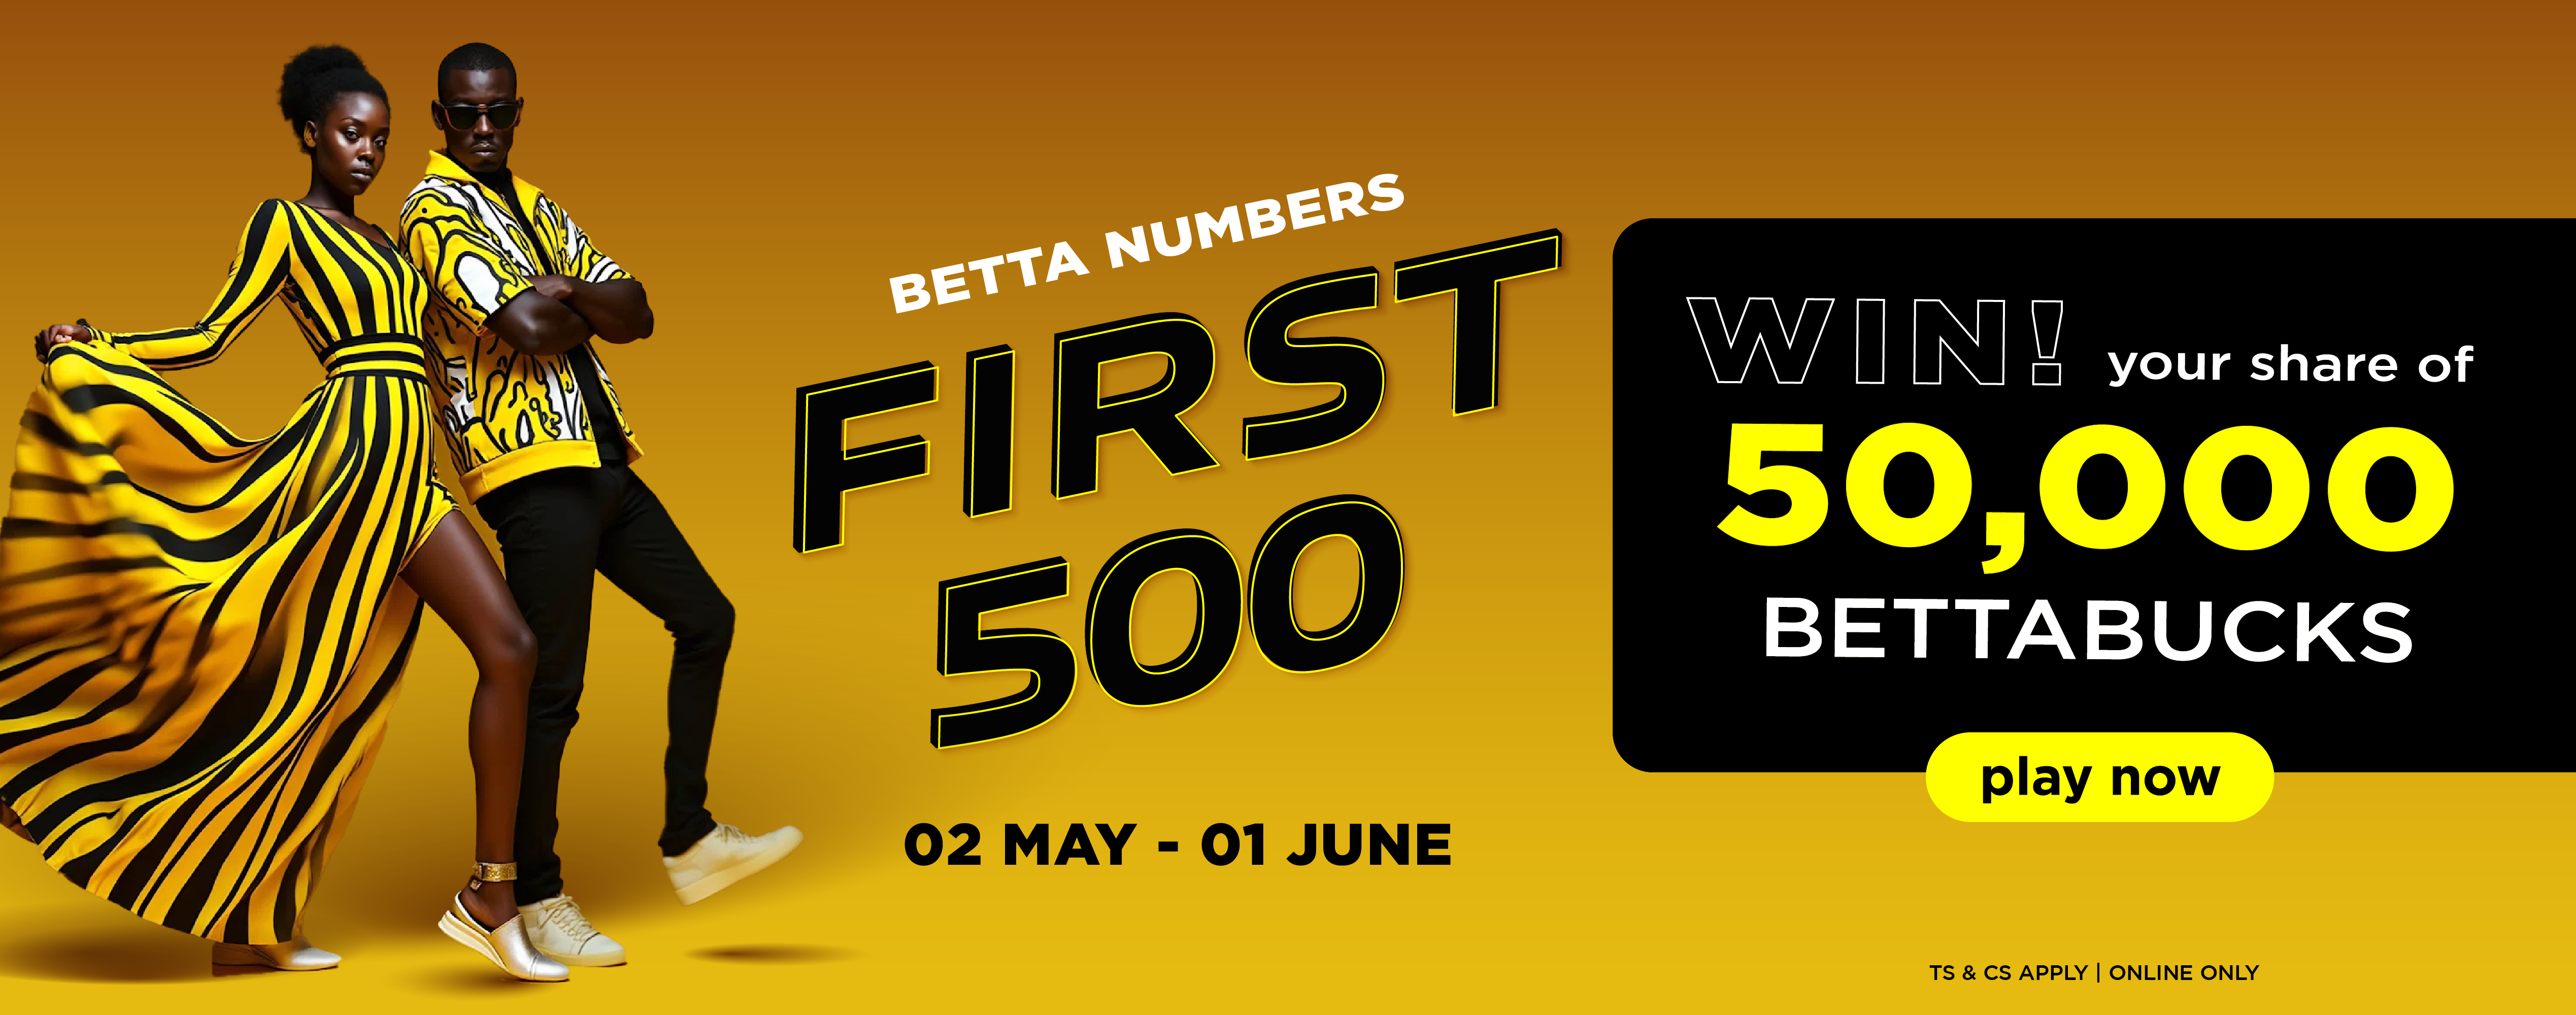 BETTA NUMBERS
FIRST
500
02 MAY - 01 JUNE
WIN! your share of
50,000
BETTABUCKS
play now
TS & CS APPLY | ONLINE ONLY